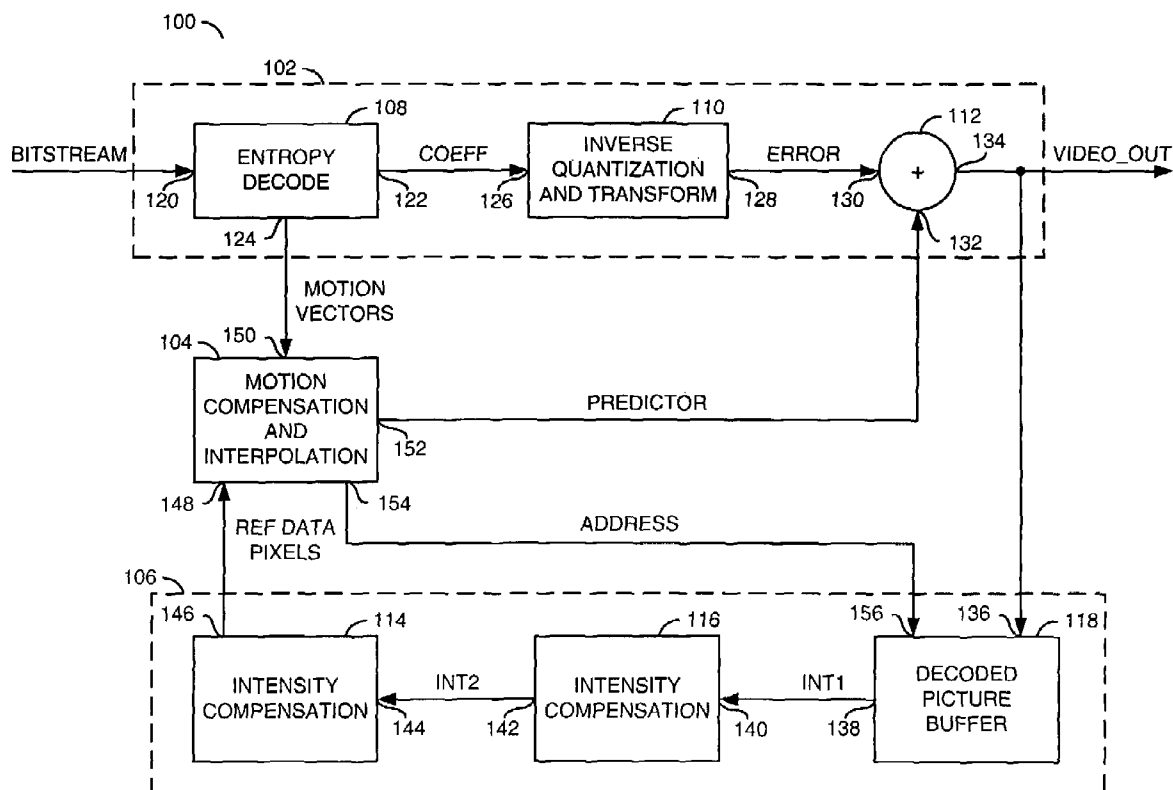 100
102
108
110
112
134
BITSTREAM
ENTROPY
DECODE
COEFF
INVERSE
QUANTIZATION
AND TRANSFORM
ERROR
+
VIDEO_OUT
120
122
126
128
130
124
132
MOTION
VECTORS
104
150
MOTION
COMPENSATION
AND
INTERPOLATION
PREDICTOR
152
148
154
REF DATA
PIXELS
ADDRESS
106
146
114
116
156
136
118
INTENSITY
COMPENSATION
INT2
INTENSITY
COMPENSATION
INT1
DECODED
PICTURE
BUFFER
144
142
140
138